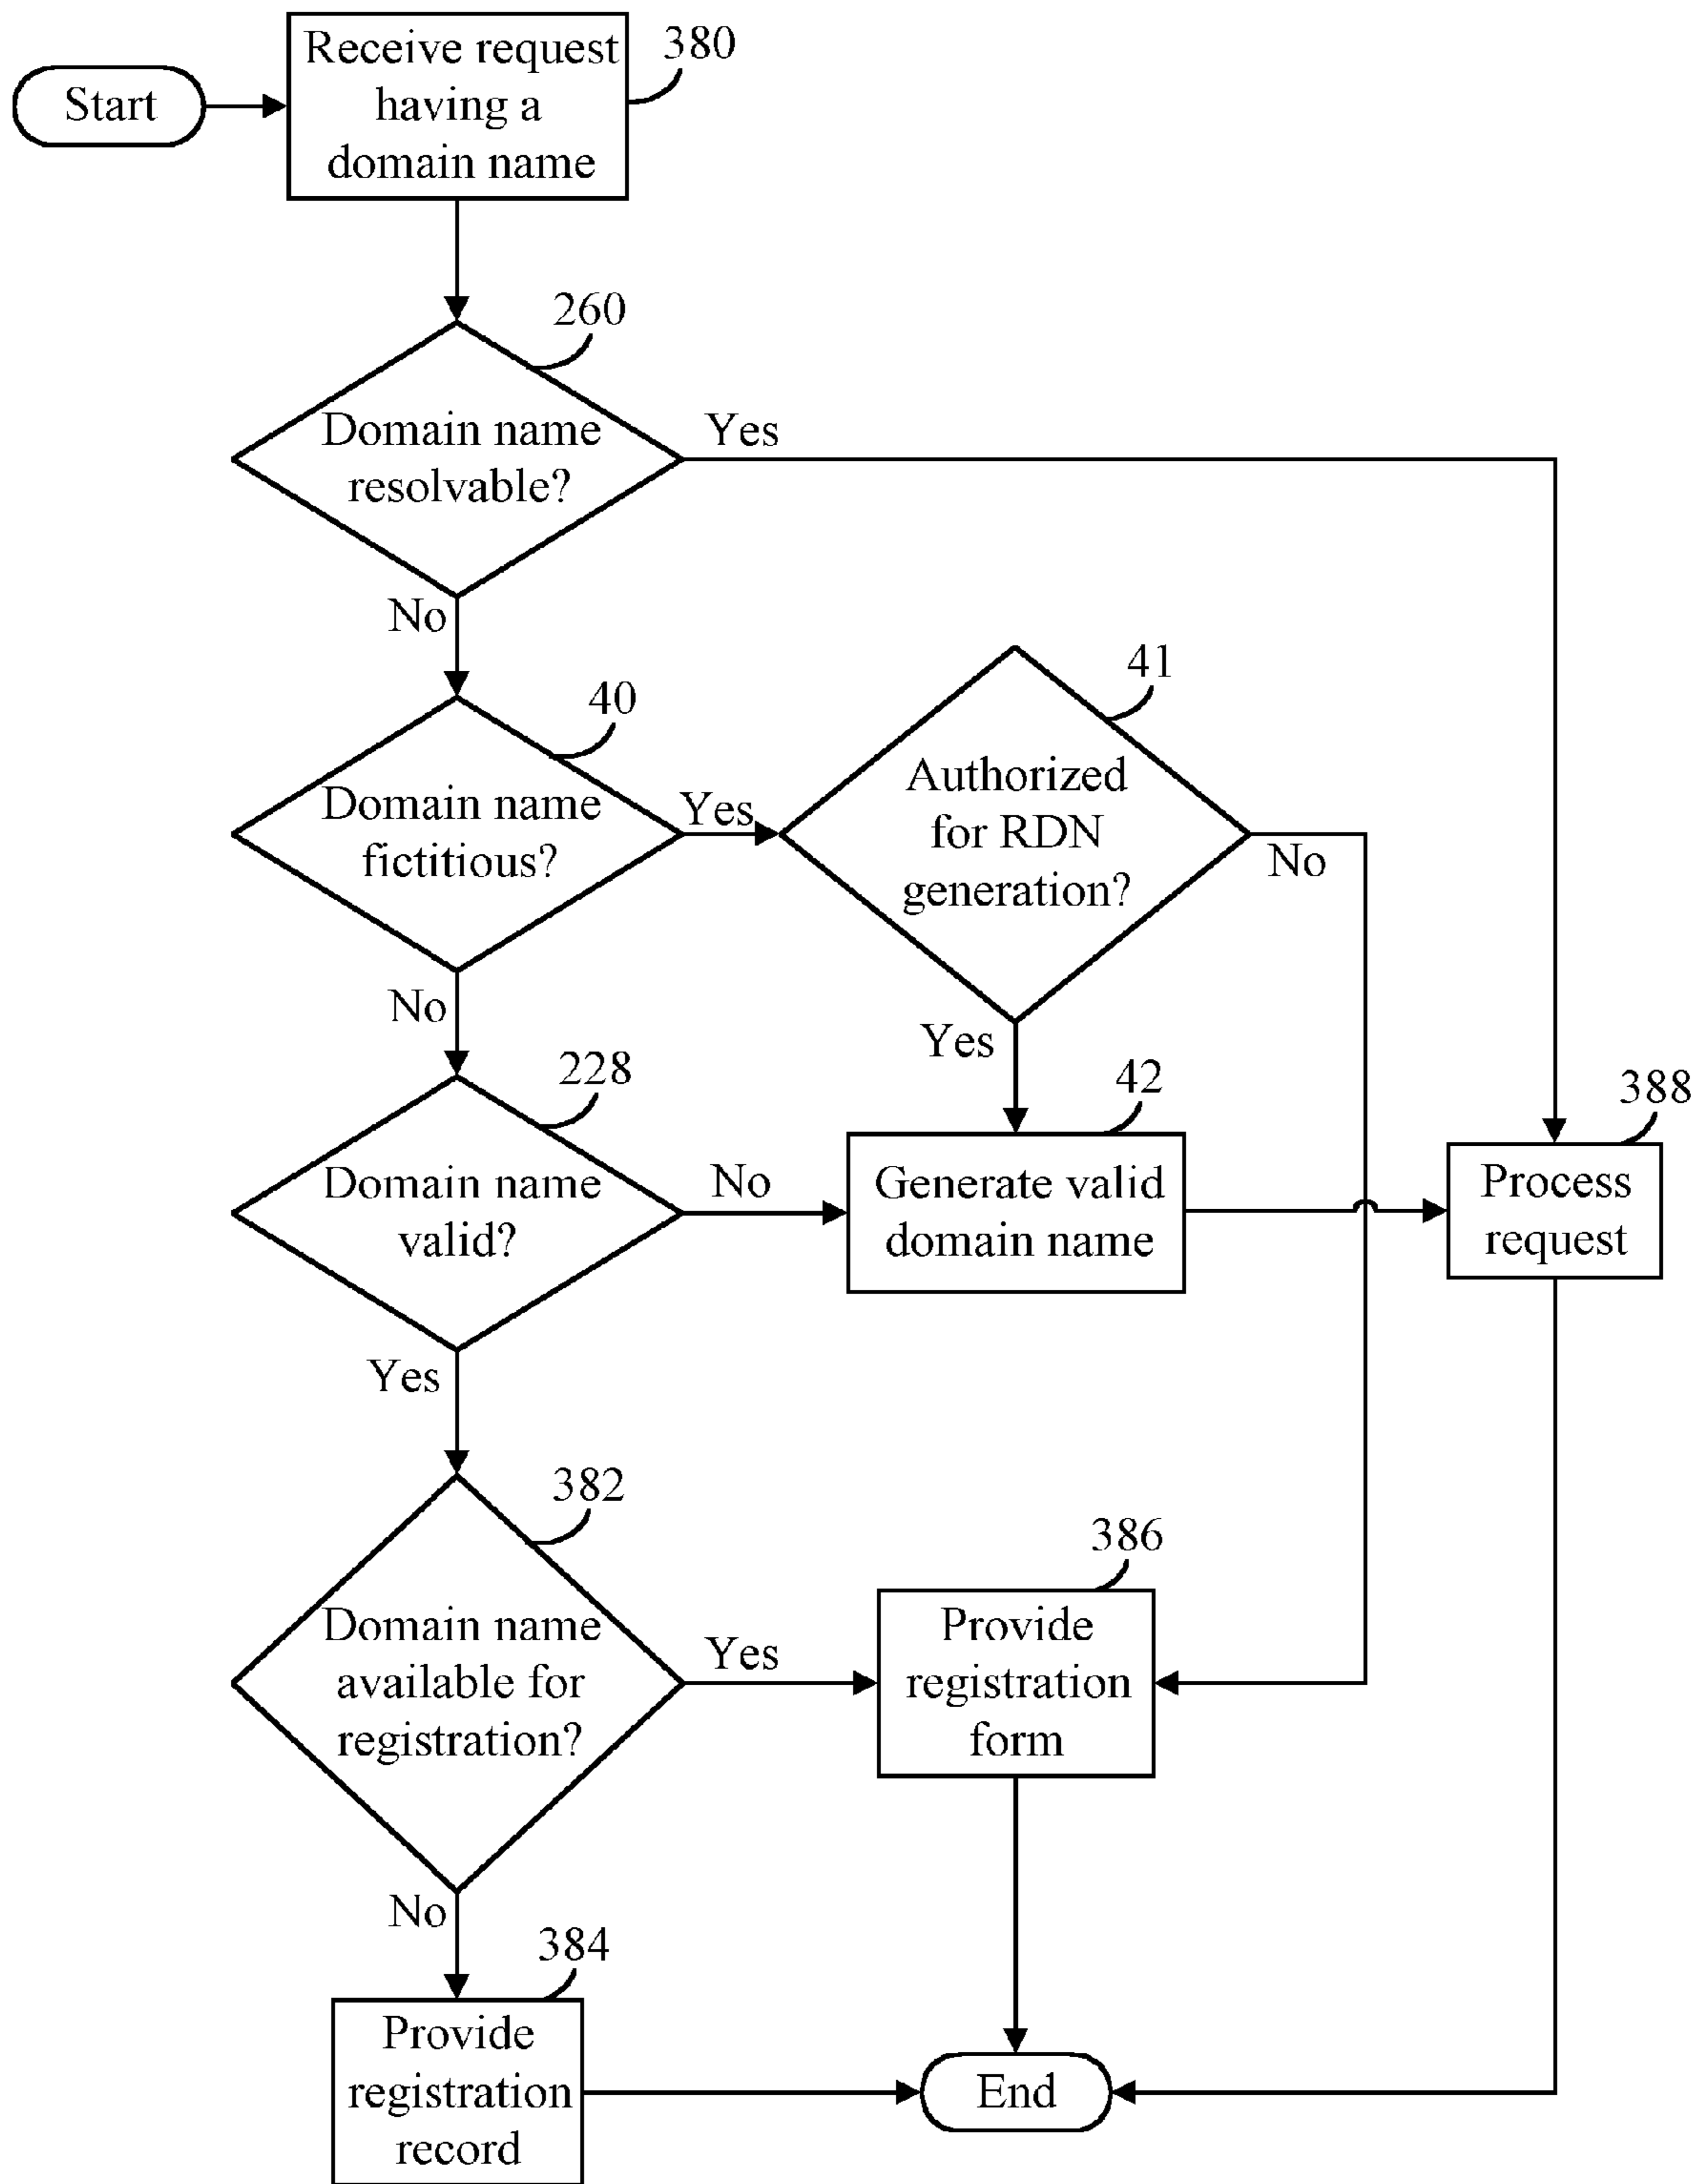 Start
Receive request
having a
domain name
380
260
Domain name
resolvable?
Yes
No
40
Domain name
fictitious?
Yes
41
Authorized
for RDN
generation?
No
No
Yes
228
Domain name
valid?
No
42
Generate valid
domain name
388
Process
request
Yes
382
Domain name
available for
registration?
Yes
386
Provide
registration
form
No
384
Provide
registration
record
End